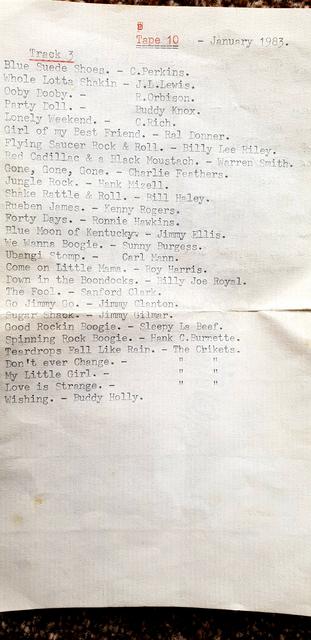 Tape 10 - January 1983.
Track 3
Blue Suede Shoes. - C.Perkins.
Whole Lotta Shakin - J.L.Lewis.
Ooby Dooby. - R.Orbison.
Party Doll. - Buddy Knox.
Lonely Weekend. - C.Rich.
Girl of my Best Friend. - Ral Donner.
Flying Saucer Rock & Roll. - Billy Lee Riley.
Red Cadillac & a Black Moustach. - Warren Smith.
Gone, Gone, Gone. - Charlie Feathers.
Jungle Rock. - Hank Mizell.
Shake Rattle & Roll. - Bill Haley.
Rueben James. - Kenny Rogers.
Forty Days. - Ronnie Hawkins.
Blue Moon of Kentucky. - Jimmy Ellis.
We Wanna Boogie. - Sunny Burgess.
Ubangi Stomp. - Carl Mann.
Come on Little Mama. - Roy Harris.
Down in the Boondocks. - Billy Joe Royal.
The Fool. - Sanford Clark.
Go Jimmy Go. - Jimmy Clanton.
Sugar Shack. - Jimmy Gilmar.
Good Rockin Boogie. - Sleepy La Beef.
Spinning Rock Boogie. - Hank C.Burnette.
Teardrops Fall Like Rain. - The Crikets.
Don't ever Change. - " "
My Little Girl. - " "
Love is Strange. - " "
Wishing. - Buddy Holly.